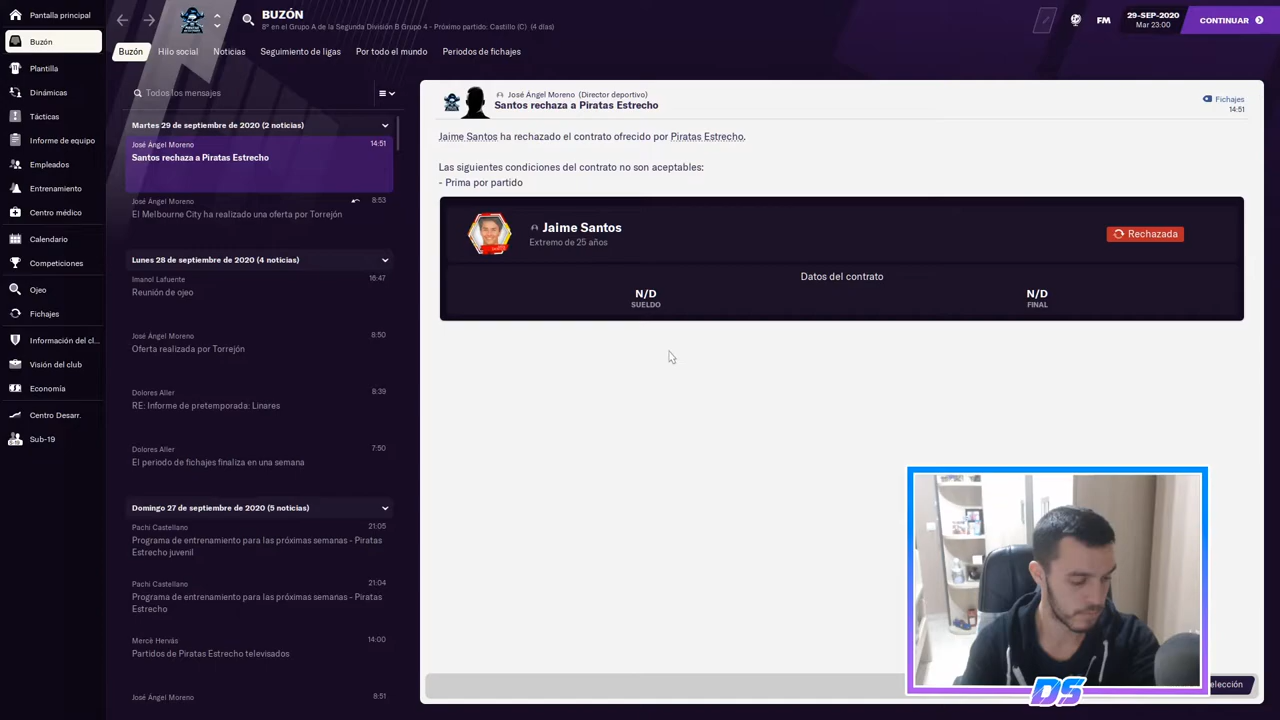 Pantalla principal
Buzón
Plantilla
Dinámicas
Tácticas
Informe de equipo
Empleados
Entrenamiento
Centro médico
Calendario
Competiciones
Ojeo
Fichajes
Información del cl...
Visión del club
Economía
Centro Desarr.
Sub-19
BUZÓN
8º en el Grupo A de la Segunda División B Grupo 4 - Próximo partido: Castillo (C) (4 días)
FM
29-SEP-2020
Mar 23:00
CONTINUAR
Buzón
Hilo social
Noticias
Seguimiento de ligas
Por todo el mundo
Periodos de fichajes
Todos los mensajes
Martes 29 de septiembre de 2020 (2 noticias)
José Ángel Moreno 14:51
Santos rechaza a Piratas Estrecho
José Ángel Moreno 8:53
El Melbourne City ha realizado una oferta por Torrejón
Lunes 28 de septiembre de 2020 (4 noticias)
Imanol Lafuente 16:47
Reunión de ojeo
José Ángel Moreno 8:50
Oferta realizada por Torrejón
Dolores Aller 8:39
RE: Informe de pretemporada: Linares
Dolores Aller 7:50
El periodo de fichajes finaliza en una semana
Domingo 27 de septiembre de 2020 (5 noticias)
Pachi Castellano 21:05
Programa de entrenamiento para las próximas semanas - Piratas
Estrecho juvenil
Pachi Castellano 21:04
Programa de entrenamiento para las próximas semanas - Piratas
Estrecho
Mercè Hervás 14:00
Partidos de Piratas Estrecho televisados
José Ángel Moreno 8:51
José Ángel Moreno (Director deportivo)
Santos rechaza a Piratas Estrecho
Fichajes
14:51
Jaime Santos ha rechazado el contrato ofrecido por Piratas Estrecho.
Las siguientes condiciones del contrato no son aceptables:
- Prima por partido
Jaime Santos
Extremo de 25 años
Rechazada
Datos del contrato
N/D
SUELDO
N/D
FINAL
elección
DS